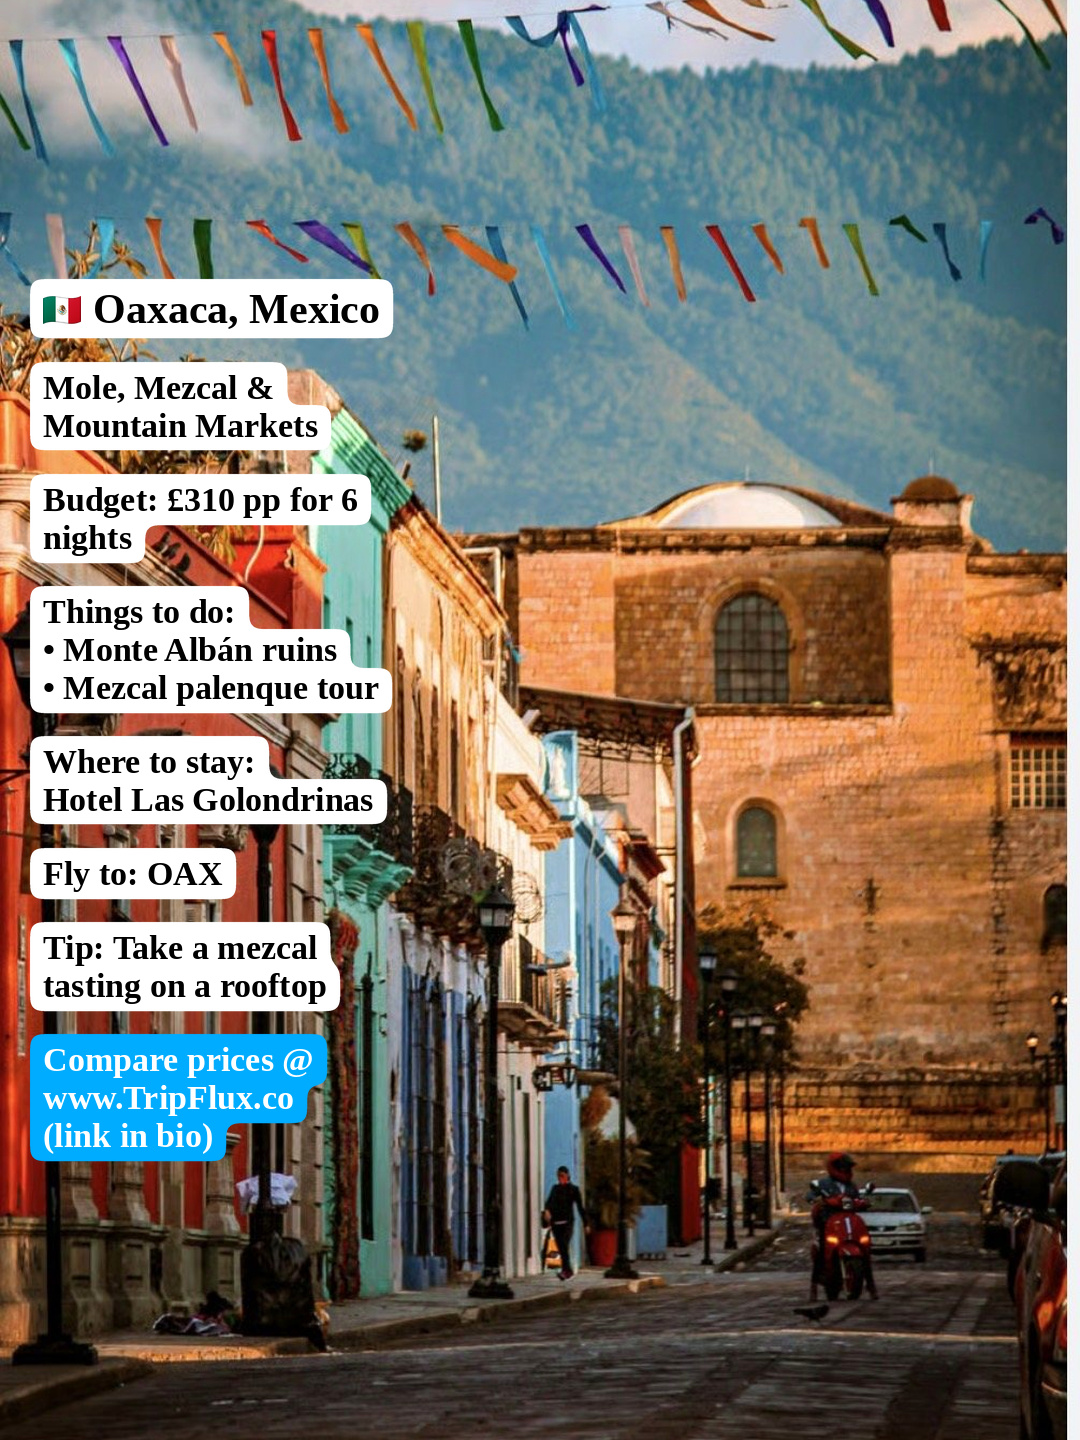 🇲🇽 Oaxaca, Mexico
Mole, Mezcal &
Mountain Markets
Budget: £310 pp for 6
nights
Things to do:
• Monte Albán ruins
• Mezcal palenque tour
Where to stay:
Hotel Las Golondrinas
Fly to: OAX
Tip: Take a mezcal
tasting on a rooftop
Compare prices @
www.TripFlux.co
(link in bio)